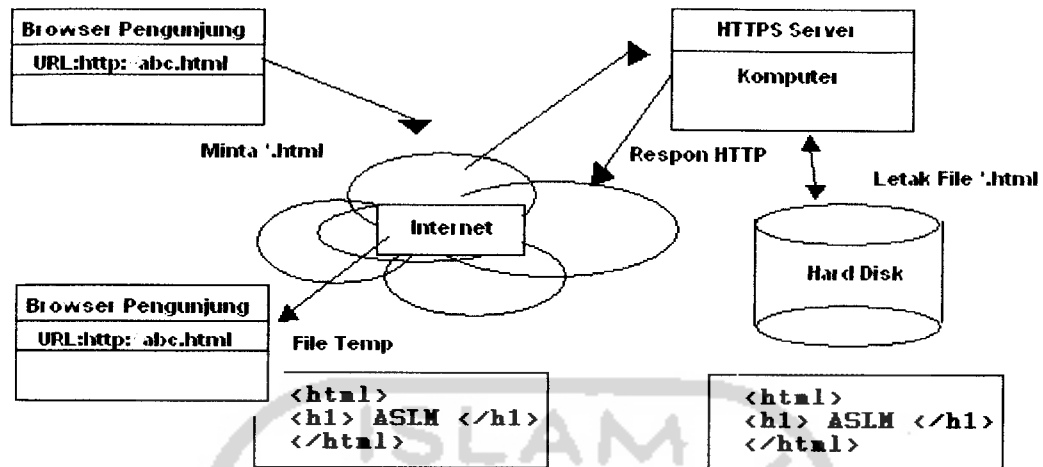 Browser Pengunjung
URL:http: abc.html
HTTPS Server
Komputer
Minta '.html
Respon HTTP
Letak File '.html
Internet
Hard Disk
Browser Pengunjung
URL:http: abc.html
File Temp
<html>
<h1> ASLM </h1>
</html>
<html>
<h1> ASLM </h1>
</html>
ISLAM